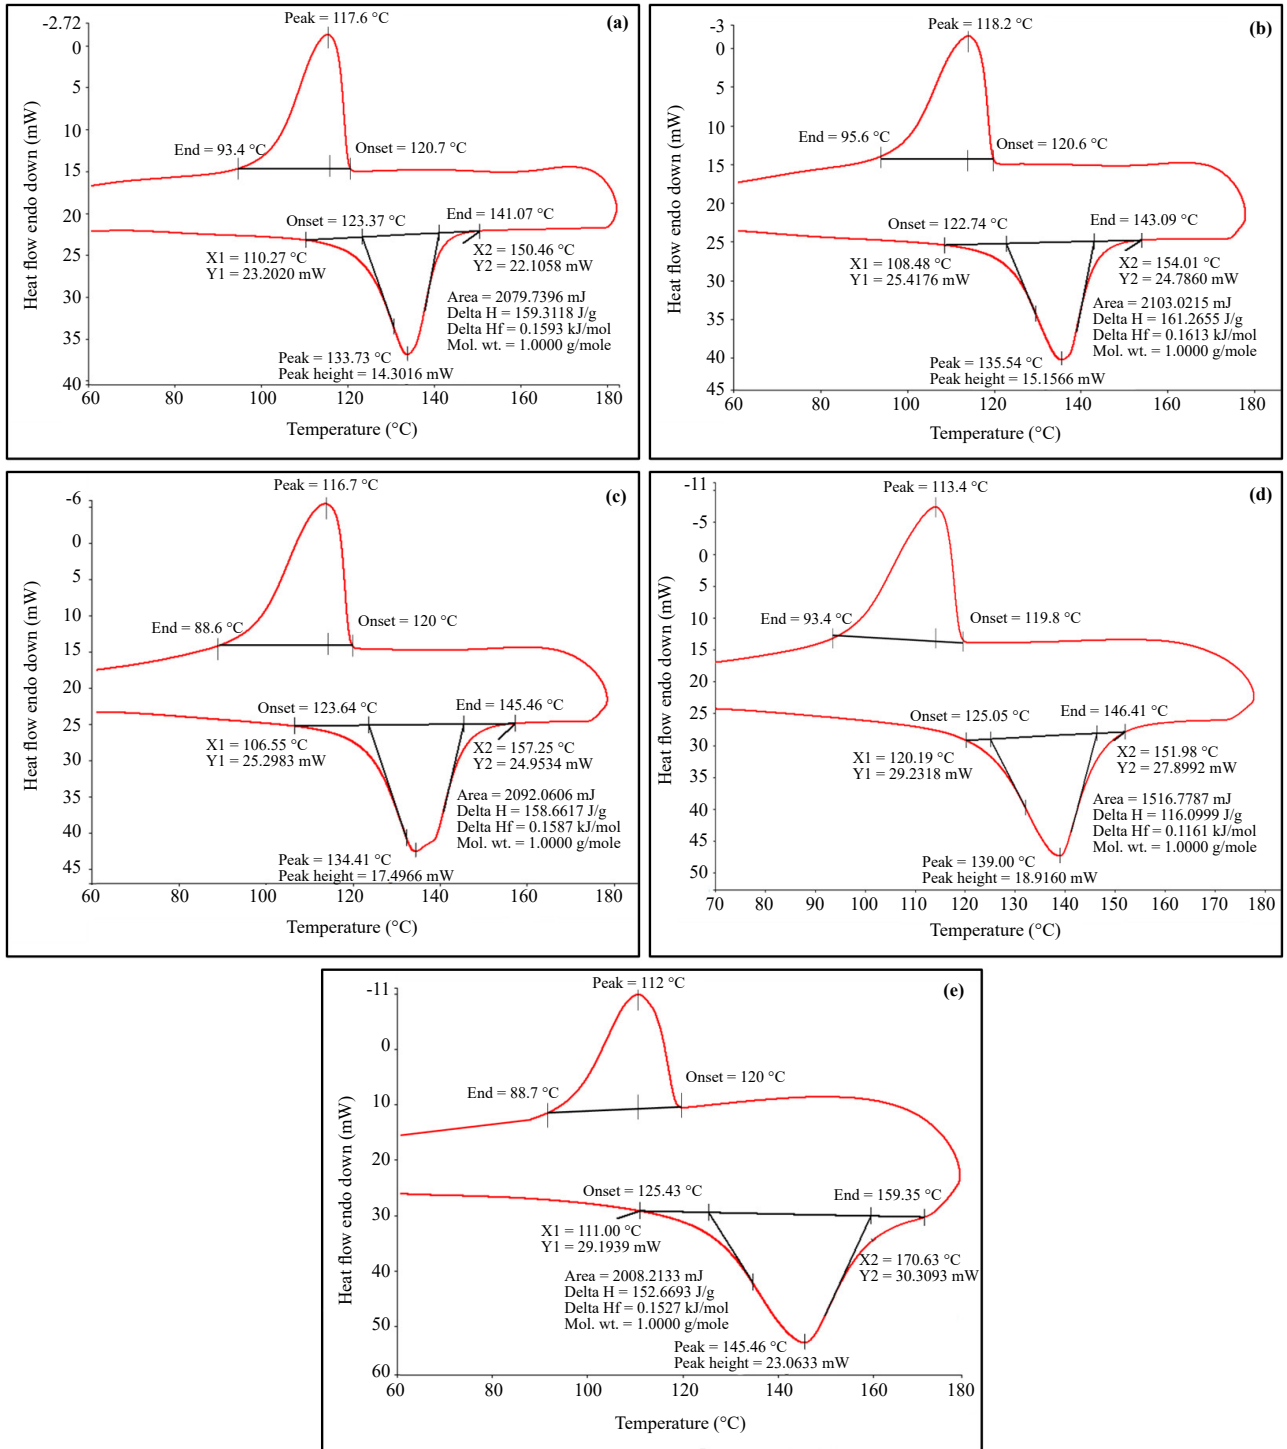 (a)
Peak = 117.6 °C
-2.72
0
5
10
15
20
25
30
35
40
Heat flow endo down (mW)
End = 93.4 °C
Onset = 120.7 °C
Onset = 123.37 °C
End = 141.07 °C
X1 = 110.27 °C
Y1 = 23.2020 mW
X2 = 150.46 °C
Y2 = 22.1058 mW
Area = 2079.7396 mJ
Delta H = 159.3118 J/g
Delta Hf = 0.1593 kJ/mol
Mol. wt. = 1.0000 g/mole
Peak = 133.73 °C
Peak height = 14.3016 mW
60 80 100 120 140 160 180
Temperature (°C)
(b)
Peak = 118.2 °C
-3
0
5
10
15
20
25
30
35
40
45
Heat flow endo down (mW)
End = 95.6 °C
Onset = 120.6 °C
Onset = 122.74 °C
End = 143.09 °C
X1 = 108.48 °C
Y1 = 25.4176 mW
X2 = 154.01 °C
Y2 = 24.7860 mW
Area = 2103.0215 mJ
Delta H = 161.2655 J/g
Delta Hf = 0.1613 kJ/mol
Mol. wt. = 1.0000 g/mole
Peak = 135.54 °C
Peak height = 15.1566 mW
60 80 100 120 140 160 180
Temperature (°C)
(c)
Peak = 116.7 °C
-6
0
5
10
15
20
25
30
35
40
45
Heat flow endo down (mW)
End = 88.6 °C
Onset = 120 °C
Onset = 123.64 °C
End = 145.46 °C
X1 = 106.55 °C
Y1 = 25.2983 mW
X2 = 157.25 °C
Y2 = 24.9534 mW
Area = 2092.0606 mJ
Delta H = 158.6617 J/g
Delta Hf = 0.1587 kJ/mol
Mol. wt. = 1.0000 g/mole
Peak = 134.41 °C
Peak height = 17.4966 mW
60 80 100 120 140 160 180
Temperature (°C)
(d)
Peak = 113.4 °C
-11
-5
0
5
10
15
20
25
30
35
40
45
50
Heat flow endo down (mW)
End = 93.4 °C
Onset = 119.8 °C
Onset = 125.05 °C
End = 146.41 °C
X1 = 120.19 °C
Y1 = 29.2318 mW
X2 = 151.98 °C
Y2 = 27.8992 mW
Area = 1516.7787 mJ
Delta H = 116.0999 J/g
Delta Hf = 0.1161 kJ/mol
Mol. wt. = 1.0000 g/mole
Peak = 139.00 °C
Peak height = 18.9160 mW
70 80 90 100 110 120 130 140 150 160 170 180
Temperature (°C)
(e)
Peak = 112 °C
-11
0
10
20
30
40
50
60
Heat flow endo down (mW)
End = 88.7 °C
Onset = 120 °C
Onset = 125.43 °C
End = 159.35 °C
X1 = 111.00 °C
Y1 = 29.1939 mW
X2 = 170.63 °C
Y2 = 30.3093 mW
Area = 2008.2133 mJ
Delta H = 152.6693 J/g
Delta Hf = 0.1527 kJ/mol
Mol. wt. = 1.0000 g/mole
Peak = 145.46 °C
Peak height = 23.0633 mW
60 80 100 120 140 160 180
Temperature (°C)